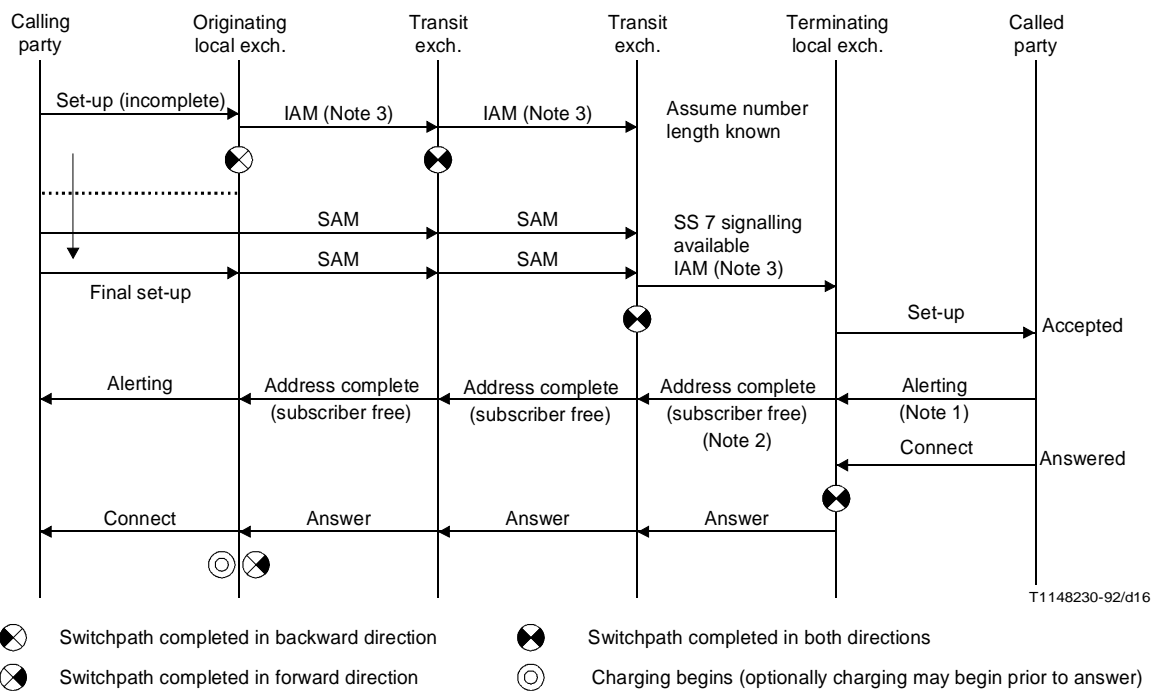 Calling
party
Originating
local exch.
Transit
exch.
Transit
exch.
Terminating
local exch.
Called
party
Set-up (incomplete)
IAM (Note 3)
IAM (Note 3)
Assume number
length known
SAM
SAM
SS 7 signalling
available
IAM (Note 3)
SAM
SAM
Final set-up
Set-up
Accepted
Alerting
Address complete
(subscriber free)
Address complete
(subscriber free)
Address complete
(subscriber free)
(Note 2)
Alerting
(Note 1)
Connect
Answered
Connect
Answer
Answer
Answer
T1148230-92/d16
Switchpath completed in backward direction
Switchpath completed in both directions
Switchpath completed in forward direction
Charging begins (optionally charging may begin prior to answer)